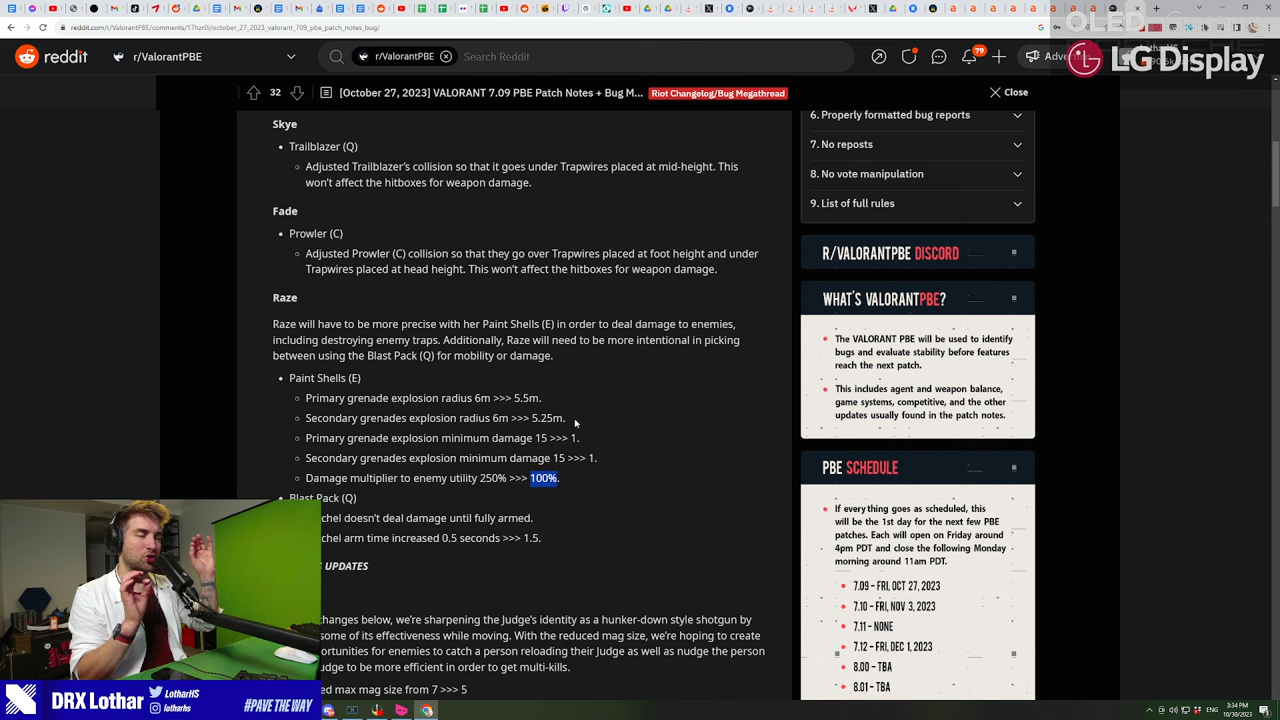 reddit.com/r/ValorantPBE/comments/17hzr0j/october_27_2023_valorant_709_pbe_patch_notes_bug/
OLED
reddit
r/ValorantPBE
r/ValorantPBE
Search Reddit
79
LG Display
32
[October 27, 2023] VALORANT 7.09 PBE Patch Notes + Bug M...
Riot Changelog/Bug Megathread
Close
Skye
Trailblazer (Q)
Adjusted Trailblazer's collision so that it goes under Trapwires placed at mid-height. This
won't affect the hitboxes for weapon damage.
Fade
Prowler (C)
Adjusted Prowler (C) collision so that they go over Trapwires placed at foot height and under
Trapwires placed at head height. This won't affect the hitboxes for weapon damage.
Raze
Raze will have to be more precise with her Paint Shells (E) in order to deal damage to enemies,
including destroying enemy traps. Additionally, Raze will need to be more intentional in picking
between using the Blast Pack (Q) for mobility or damage.
Paint Shells (E)
Primary grenade explosion radius 6m >>> 5.5m.
Secondary grenades explosion radius 6m >>> 5.25m.
Primary grenade explosion minimum damage 15 >>> 1.
Secondary grenades explosion minimum damage 15 >>> 1.
Damage multiplier to enemy utility 250% >>> 100%.
Blast Pack (Q)
chel doesn't deal damage until fully armed.
chel arm time increased 0.5 seconds >>> 1.5.
UPDATES
changes below, we're sharpening the Judge's identity as a hunker-down style shotgun by
some of its effectiveness while moving. With the reduced mag size, we're hoping to create
ortunities for enemies to catch a person reloading their Judge as well as nudge the person
udge to be more efficient in order to get multi-kills.
ed max mag size from 7 >>> 5
6. Properly formatted bug reports
7. No reposts
8. No vote manipulation
9. List of full rules
R/VALORANTPBE DISCORD
WHAT'S VALORANTPBE?
The VALORANT PBE will be used to identify
bugs and evaluate stability before features
reach the next patch.
This includes agent and weapon balance,
game systems, competitive, and the other
updates usually found in the patch notes.
PBE SCHEDULE
If everything goes as scheduled, this
will be the 1st day for the next few PBE
patches. Each will open on Friday around
4pm PDT and close the following Monday
morning around 11am PDT.
7.09 – FRI, OCT 27, 2023
7.10 – FRI, NOV 3, 2023
7.11 – NONE
7.12 – FRI, DEC 1, 2023
8.00 – TBA
8.01 – TBA
DRX Lothar
LotharHS
lotharhs
#PAVETHEWAY
3:34 PM
10/30/2023